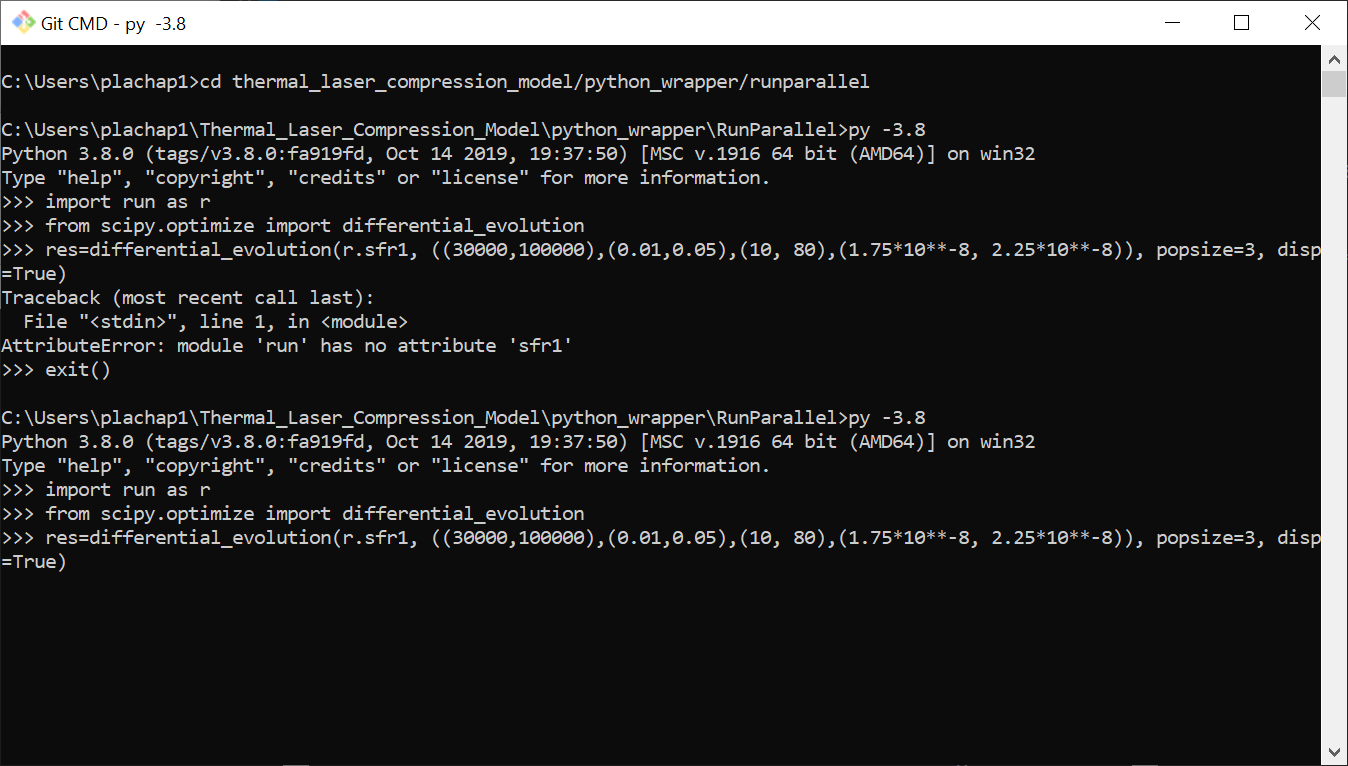 Git CMD - py  -3.8
C:\Users\plachap1>cd thermal_laser_compression_model/python_wrapper/runparallel
C:\Users\plachap1\Thermal_Laser_Compression_Model\python_wrapper\RunParallel>py -3.8
Python 3.8.0 (tags/v3.8.0:fa919fd, Oct 14 2019, 19:37:50) [MSC v.1916 64 bit (AMD64)] on win32
Type "help", "copyright", "credits" or "license" for more information.
>>> import run as r
>>> from scipy.optimize import differential_evolution
>>> res=differential_evolution(r.sfr1, ((30000,100000),(0.01,0.05),(10, 80),(1.75*10**-8, 2.25*10**-8)), popsize=3, disp
=True)
Traceback (most recent call last):
  File "<stdin>", line 1, in <module>
AttributeError: module 'run' has no attribute 'sfr1'
>>> exit()
C:\Users\plachap1\Thermal_Laser_Compression_Model\python_wrapper\RunParallel>py -3.8
Python 3.8.0 (tags/v3.8.0:fa919fd, Oct 14 2019, 19:37:50) [MSC v.1916 64 bit (AMD64)] on win32
Type "help", "copyright", "credits" or "license" for more information.
>>> import run as r
>>> from scipy.optimize import differential_evolution
>>> res=differential_evolution(r.sfr1, ((30000,100000),(0.01,0.05),(10, 80),(1.75*10**-8, 2.25*10**-8)), popsize=3, disp
=True)